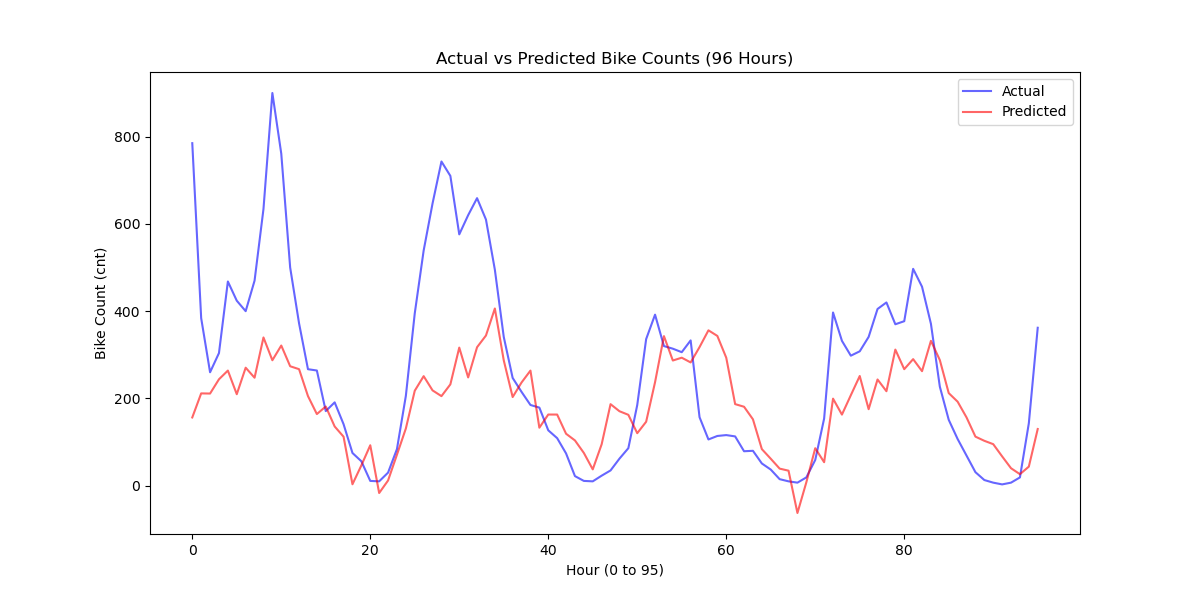 Actual vs Predicted Bike Counts (96 Hours)
Actual
Predicted
800
600
400
200
0
Bike Count (cnt)
0 20 40 60 80
Hour (0 to 95)